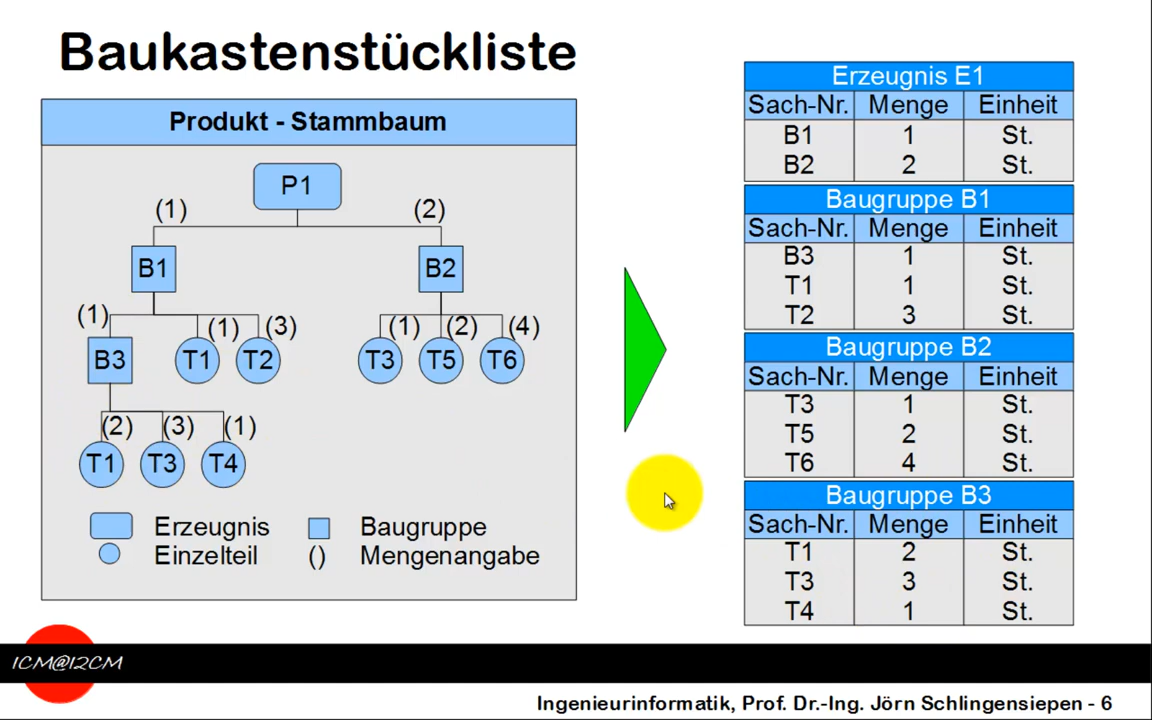 Baukastenstückliste
Produkt - Stammbaum
P1
(1) (2)
B1 B2
(1) (1) (3) (1) (2) (4)
B3 T1 T2 T3 T5 T6
(2) (3) (1)
T1 T3 T4
Erzeugnis Baugruppe
Einzelteil () Mengenangabe
Erzeugnis E1
Sach-Nr. Menge Einheit
B1 1 St.
B2 2 St.
Baugruppe B1
Sach-Nr. Menge Einheit
B3 1 St.
T1 1 St.
T2 3 St.
Baugruppe B2
Sach-Nr. Menge Einheit
T3 1 St.
T5 2 St.
T6 4 St.
Baugruppe B3
Sach-Nr. Menge Einheit
T1 2 St.
T3 3 St.
T4 1 St.
1CM@12CM
Ingenieurinformatik, Prof. Dr.-Ing. Jörn Schlingensiepen - 6